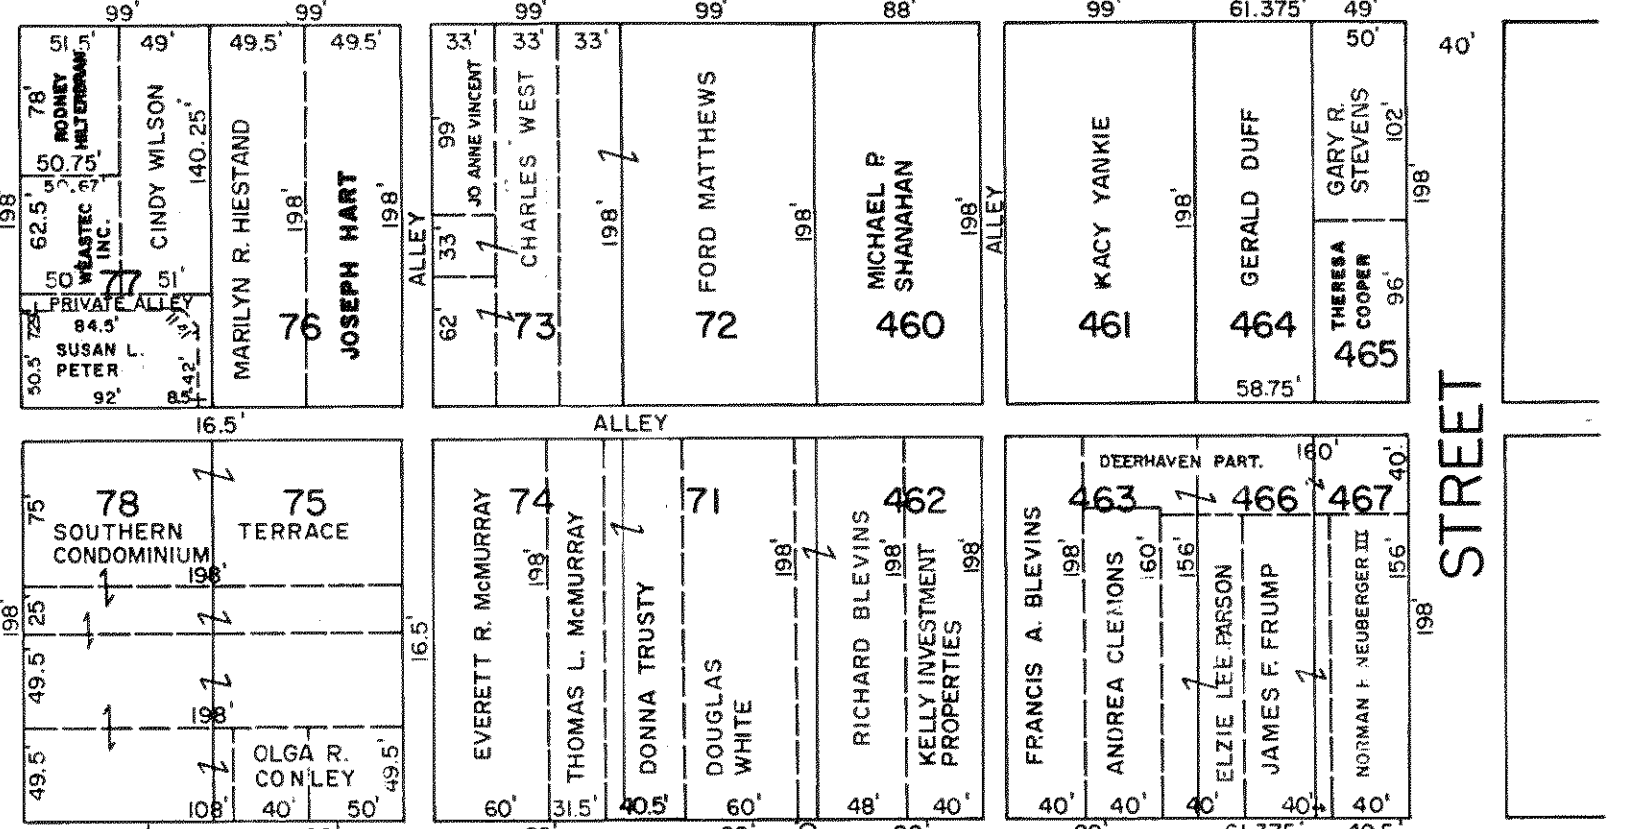 99' 99' 99' 99' 88' 99' 61.375' 49'
51.5' 49' 49.5' 49.5' 33' 33' 33' 50' 40'
78'
RODNEY
HILTERBRAN
50.75'
50.67'
62.5'
WEASTEC
INC.
50' 77 51'
CINDY WILSON
140.25'
198'
PRIVATE ALLEY
84.5'
SUSAN L.
PETER
50.5'
92' 8.5'
42'
MARILYN R. HIESTAND
198'
76
JOSEPH HART
198'
ALLEY
99'
JO ANNE VINCENT
33'
62'
CHARLES WEST
73
198'
FORD MATTHEWS
72
198'
MICHAEL P.
SHANAHAN
460
198'
ALLEY
KACY YANKIE
461
198'
GERALD DUFF
464
58.75'
GARY R.
STEVENS
102'
THERESA
COOPER
96'
465
198'
STREET
16.5'
ALLEY
78
SOUTHERN
CONDOMINIUM
75
TERRACE
75'
198'
25'
198'
49.5'
198'
49.5'
108'
OLGA R.
CONLEY
40' 50'
49.5'
16.5'
EVERETT R. McMURRAY
74
198'
60'
THOMAS L. McMURRAY
31.5'
DONNA TRUSTY
40.5'
71
DOUGLAS
WHITE
198'
60'
RICHARD BLEVINS
198'
48'
462
KELLY INVESTMENT
PROPERTIES
198'
40'
DEERHAVEN PART.
160' 40'
463 466 467
FRANCIS A. BLEVINS
198'
40'
ANDREA CLEMONS
160'
40'
156'
ELZIE LEE PARSON
40'
JAMES F. FRUMP
40'
NORMAN F. NEUBERGER III
156'
40'
198'